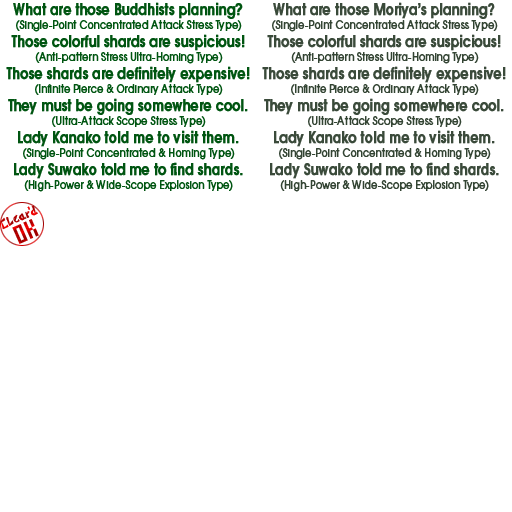 What are those Buddhists planning?
(Single-Point Concentrated Attack Stress Type)
Those colorful shards are suspicious!
(Anti-pattern Stress Ultra-Homing Type)
Those shards are definitely expensive!
(Infinite Pierce & Ordinary Attack Type)
They must be going somewhere cool.
(Ultra-Attack Scope Stress Type)
Lady Kanako told me to visit them.
(Single-Point Concentrated & Homing Type)
Lady Suwako told me to find shards.
(High-Power & Wide-Scope Explosion Type)
What are those Moriya's planning?
(Single-Point Concentrated Attack Stress Type)
Those colorful shards are suspicious!
(Anti-pattern Stress Ultra-Homing Type)
Those shards are definitely expensive!
(Infinite Pierce & Ordinary Attack Type)
They must be going somewhere cool.
(Ultra-Attack Scope Stress Type)
Lady Kanako told me to visit them.
(Single-Point Concentrated & Homing Type)
Lady Suwako told me to find shards.
(High-Power & Wide-Scope Explosion Type)
CLear'd
OK